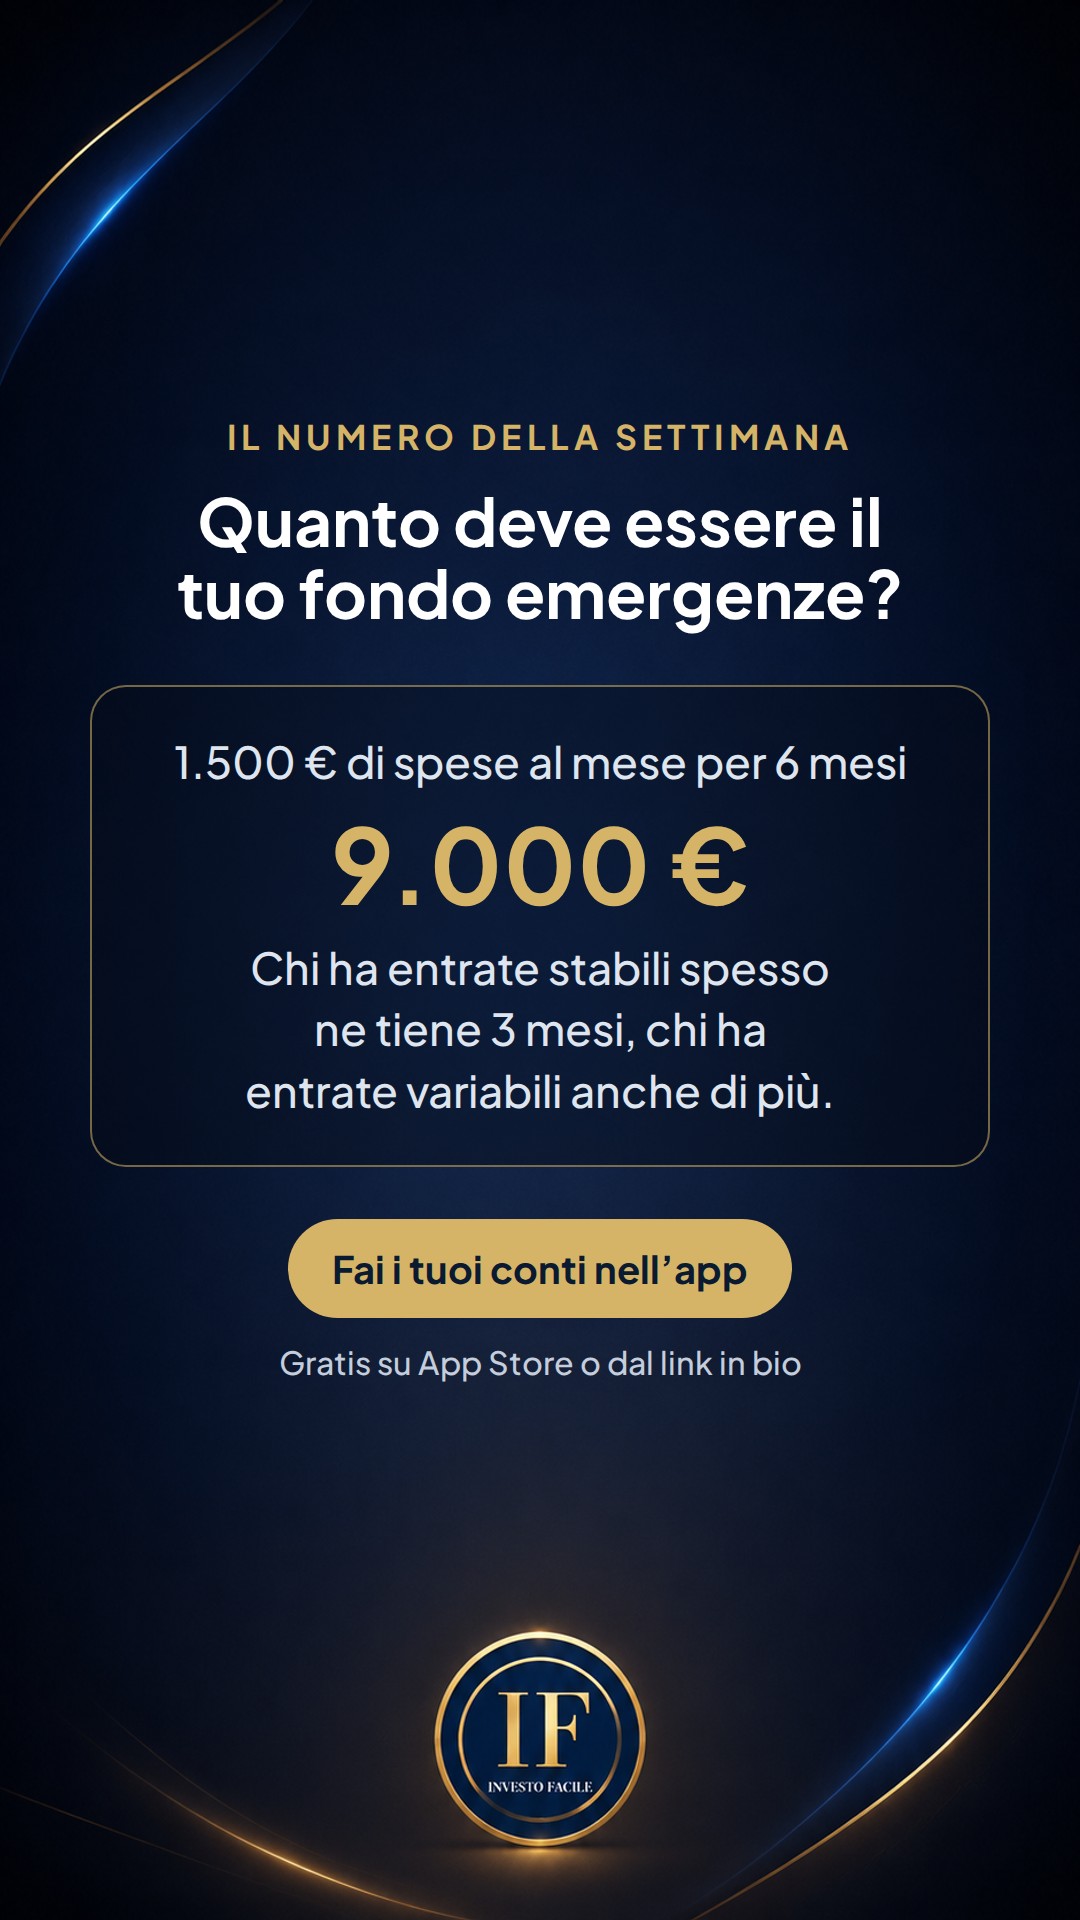 IL NUMERO DELLA SETTIMANA
Quanto deve essere il
tuo fondo emergenze?
1.500 € di spese al mese per 6 mesi
9.000 €
Chi ha entrate stabili spesso
ne tiene 3 mesi, chi ha
entrate variabili anche di più.
Fai i tuoi conti nell’app
Gratis su App Store o dal link in bio
IF
INVESTO FACILE